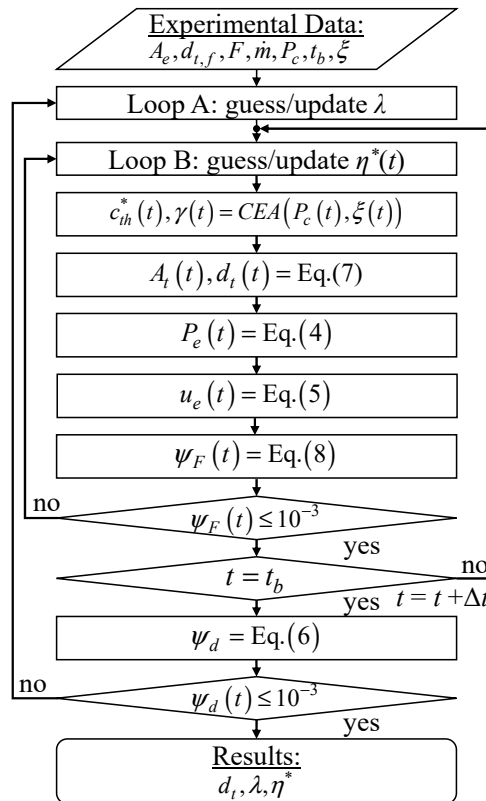 Experimental Data:
A_e, d_{t,f}, F, ṁ, P_c, t_b, ξ
Loop A: guess/update λ
Loop B: guess/update η*(t)
c*_{th}(t), γ(t) = CEA(P_c(t), ξ(t))
A_t(t), d_t(t) = Eq.(7)
P_e(t) = Eq.(4)
u_e(t) = Eq.(5)
ψ_F(t) = Eq.(8)
no
ψ_F(t) ≤ 10^{-3}
yes
t = t_b
no
yes
t = t + Δt
ψ_d = Eq.(6)
no
ψ_d(t) ≤ 10^{-3}
yes
Results:
d_t, λ, η*